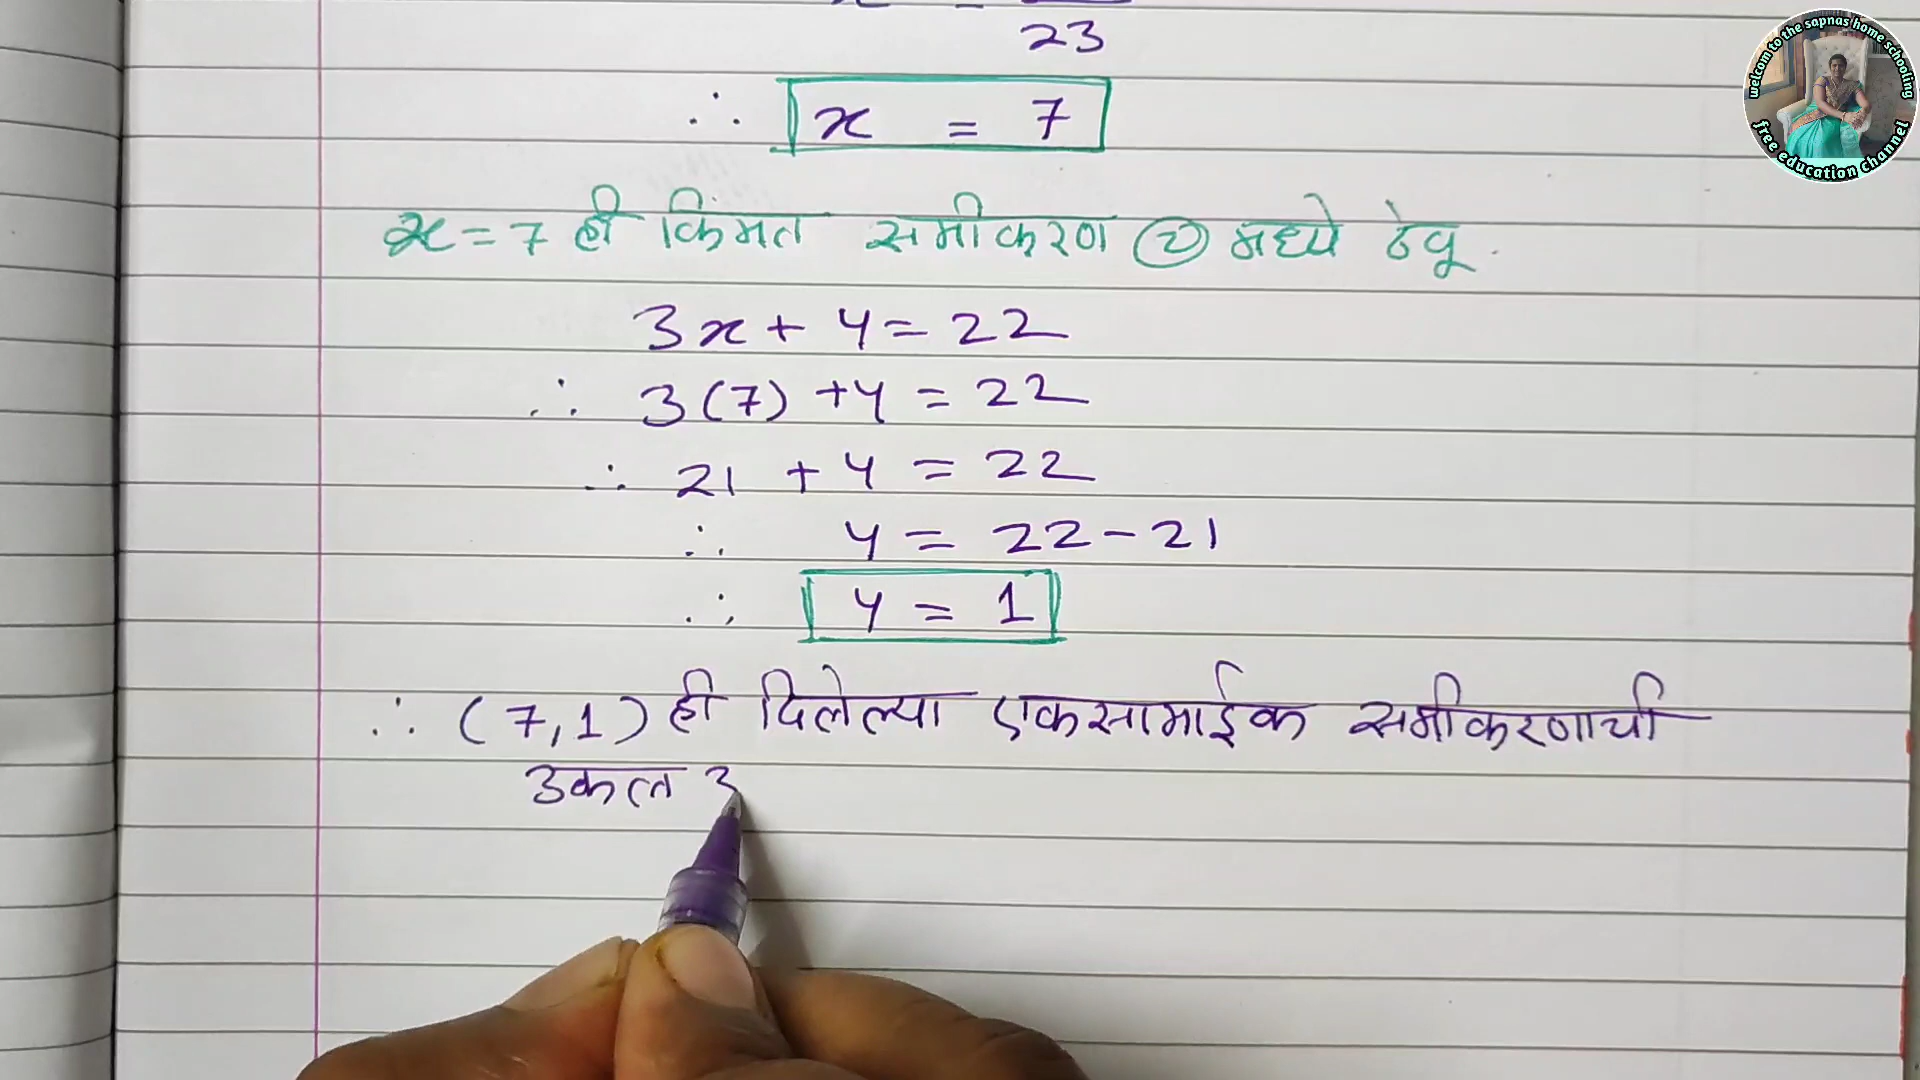 23
∴ x = 7
x = 7 ही किंमत समीकरण ② मध्ये ठेवू.
3x + y = 22
∴ 3(7) + y = 22
∴ 21 + y = 22
∴ y = 22 - 21
∴ y = 1
∴ (7,1) ही दिलेल्या एकसामाईक समीकरणाची
उकल
welcom to the sapnas home schooling
free education channel